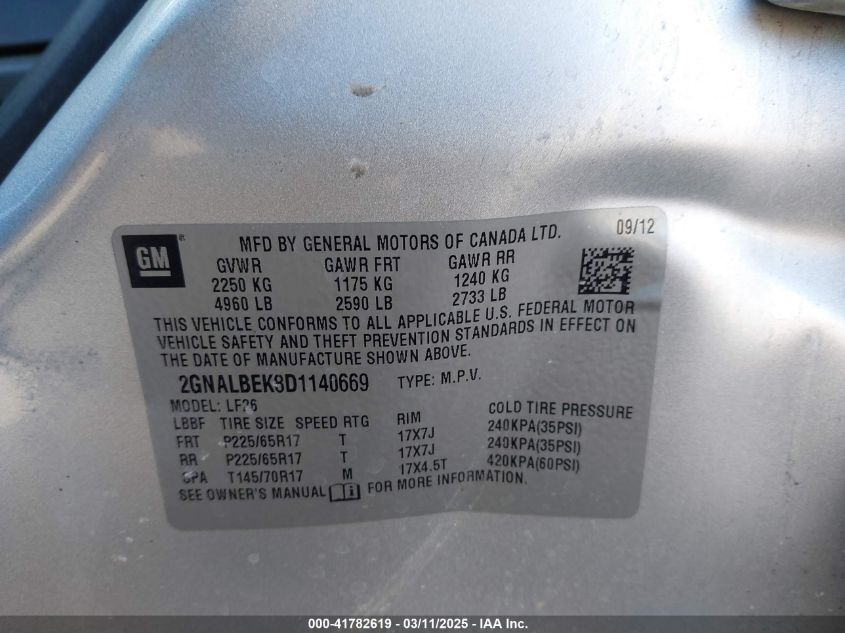 GM
®
MFD BY GENERAL MOTORS OF CANADA LTD.
09/12
GVWR GAWR FRT GAWR RR
2250 KG 1175 KG 1240 KG
4960 LB 2590 LB 2733 LB
THIS VEHICLE CONFORMS TO ALL APPLICABLE U.S. FEDERAL MOTOR
VEHICLE SAFETY AND THEFT PREVENTION STANDARDS IN EFFECT ON
THE DATE OF MANUFACTURE SHOWN ABOVE.
2GNALBEK8D1140669 TYPE: M.P.V.
MODEL: LF26
LBBF TIRE SIZE SPEED RTG RIM COLD TIRE PRESSURE
FRT P225/65R17 T 17X7J 240KPA(35PSI)
RR P225/65R17 T 17X7J 240KPA(35PSI)
SPA T145/70R17 M 17X4.5T 420KPA(60PSI)
SEE OWNER'S MANUAL FOR MORE INFORMATION.
000-41782619 - 03/11/2025 - IAA Inc.